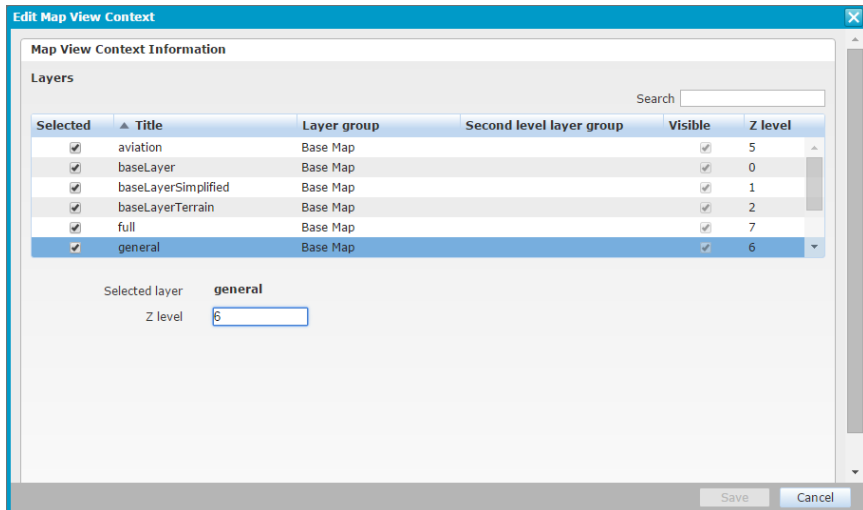 Edit Map View Context
Map View Context Information
Layers
Search
Selected Title Layer group Second level layer group Visible Z level
aviation Base Map 5
baseLayer Base Map 0
baseLayerSimplified Base Map 1
baseLayerTerrain Base Map 2
full Base Map 7
general Base Map 6
Selected layer general
Z level 6
Save Cancel